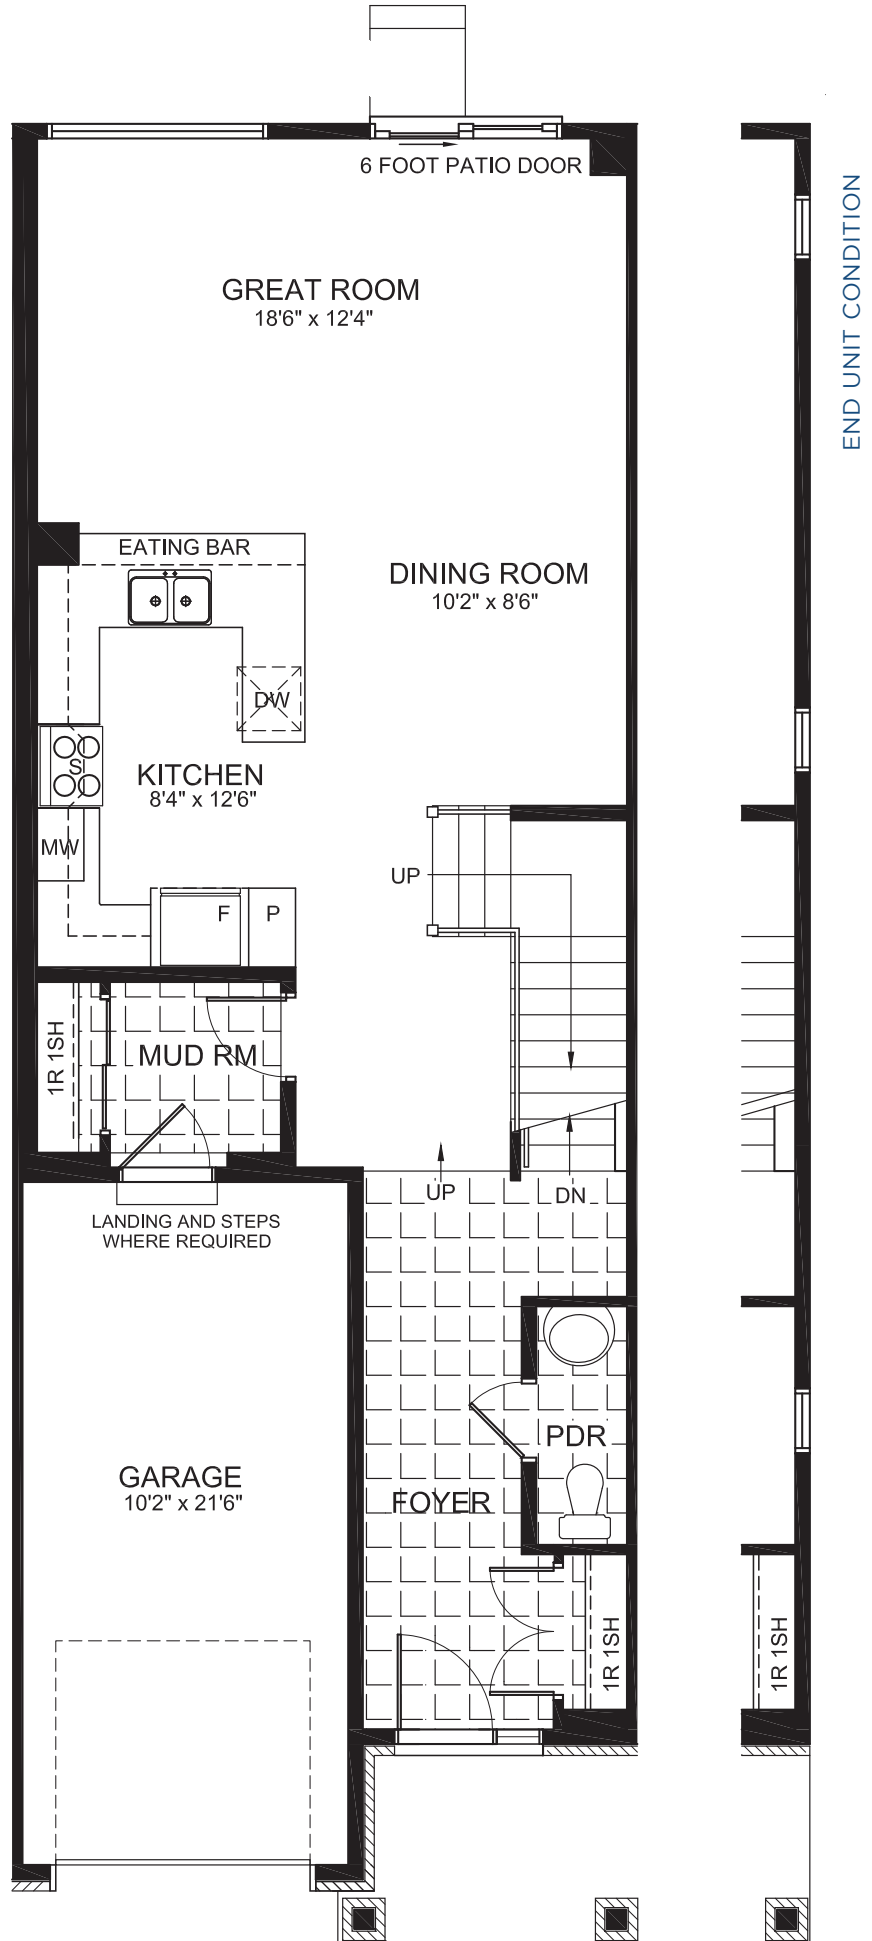 6 FOOT PATIO DOOR
END UNIT CONDITION
GREAT ROOM
18'6" x 12'4"
EATING BAR
DINING ROOM
10'2" x 8'6"
DW
SI
KITCHEN
8'4" x 12'6"
MW
UP
F
P
1R 1SH
MUD RM
UP
DN
LANDING AND STEPS
WHERE REQUIRED
PDR
GARAGE
10'2" x 21'6"
FOYER
1R 1SH
1R 1SH